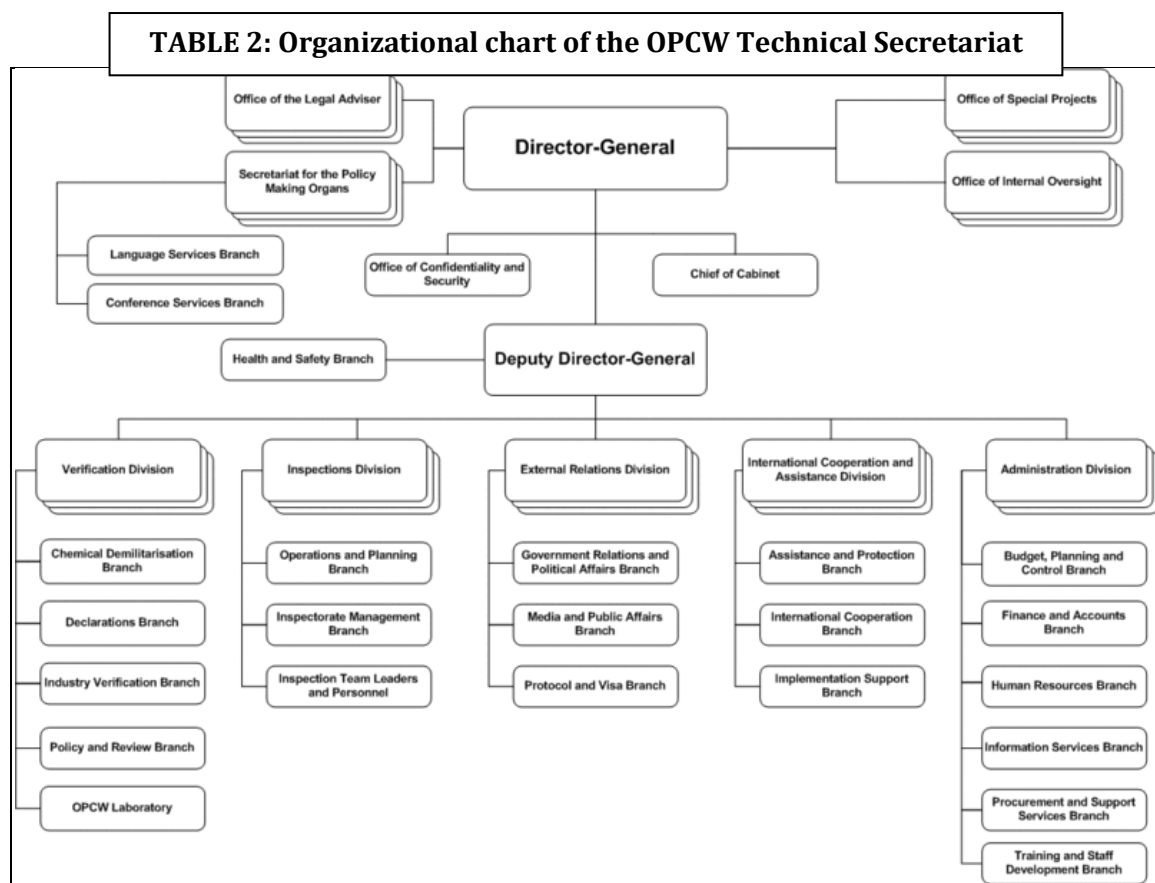 TABLE 2: Organizational chart of the OPCW Technical Secretariat
Office of the Legal Adviser
Office of Special Projects
Director-General
Secretariat for the Policy
Making Organs
Office of Internal Oversight
Language Services Branch
Office of Confidentiality and
Security
Chief of Cabinet
Conference Services Branch
Health and Safety Branch
Deputy Director-General
Verification Division
Inspections Division
External Relations Division
International Cooperation and
Assistance Division
Administration Division
Chemical Demilitarisation
Branch
Declarations Branch
Industry Verification Branch
Policy and Review Branch
OPCW Laboratory
Operations and Planning
Branch
Inspectorate Management
Branch
Inspection Team Leaders
and Personnel
Government Relations and
Political Affairs Branch
Media and Public Affairs
Branch
Protocol and Visa Branch
Assistance and Protection
Branch
International Cooperation
Branch
Implementation Support
Branch
Budget, Planning and
Control Branch
Finance and Accounts
Branch
Human Resources Branch
Information Services Branch
Procurement and Support
Services Branch
Training and Staff
Development Branch